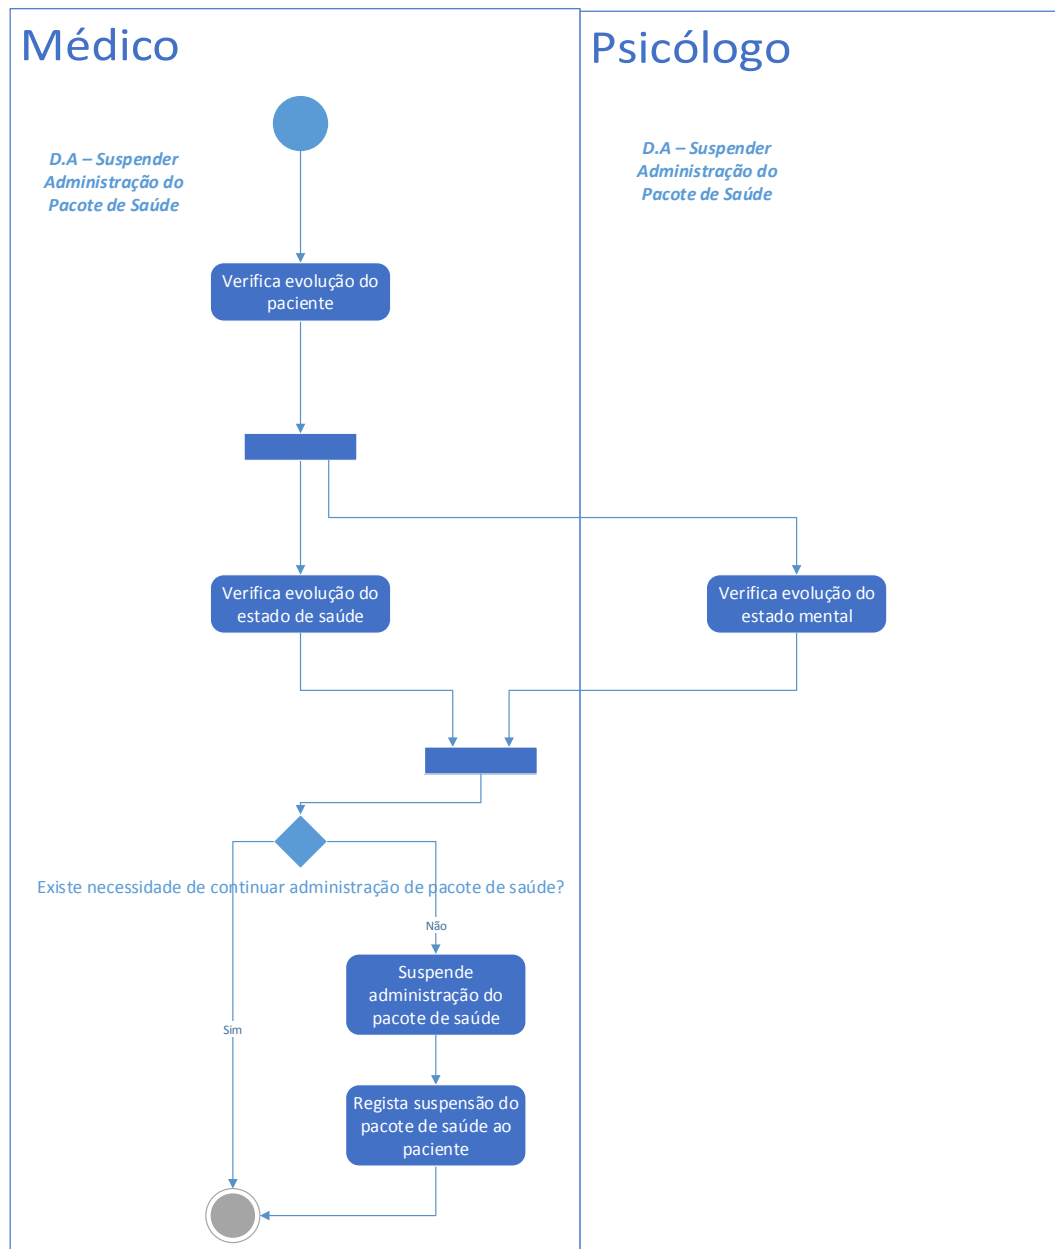 Médico
Psicólogo
D.A – Suspender
Administração do
Pacote de Saúde
D.A – Suspender
Administração do
Pacote de Saúde
Verifica evolução do
paciente
Verifica evolução do
estado de saúde
Verifica evolução do
estado mental
Existe necessidade de continuar administração de pacote de saúde?
Não
Suspende
administração do
pacote de saúde
Sim
Regista suspensão do
pacote de saúde ao
paciente